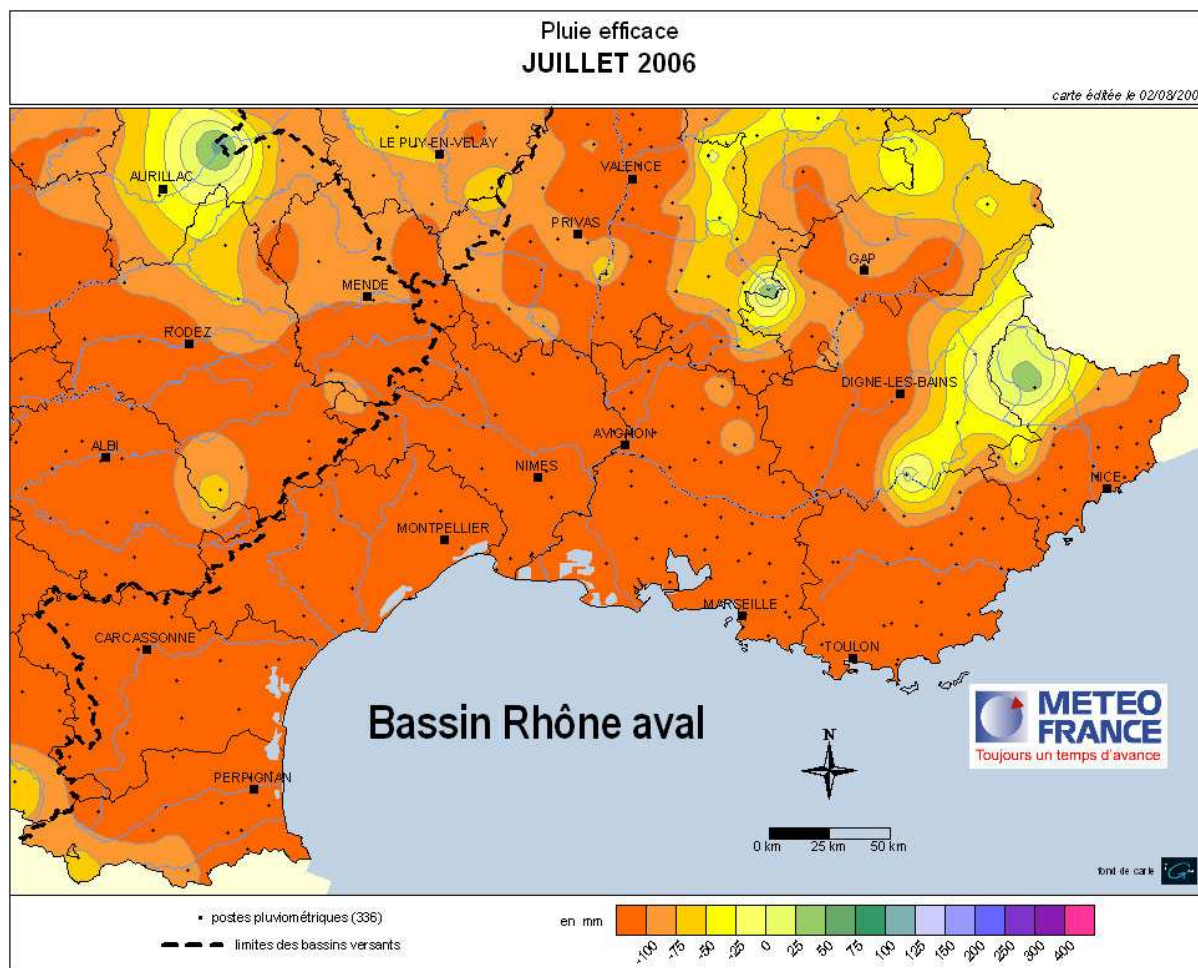 Pluie efficace
JUILLET 2006
carte éditée le 02/08/200
LE PUY-EN-VELAY
AURILLAC
VALENCE
PRIVAS
GAP
MENDE
RODEZ
DIGNE-LES-BAINS
ALBI
AVIGNON
NIMES
NICE
MONTPELLIER
MARSEILLE
CARCASSONNE
TOULON
Bassin Rhône aval
METEO
FRANCE
Toujours un temps d'avance
N
PERPIGNAN
0 km 25 km 50 km
fond de carte
postes pluviométriques (336)
limites des bassins versants
en mm
-100 -75 -50 -25 0 25 50 75 100 125 150 200 250 300 400